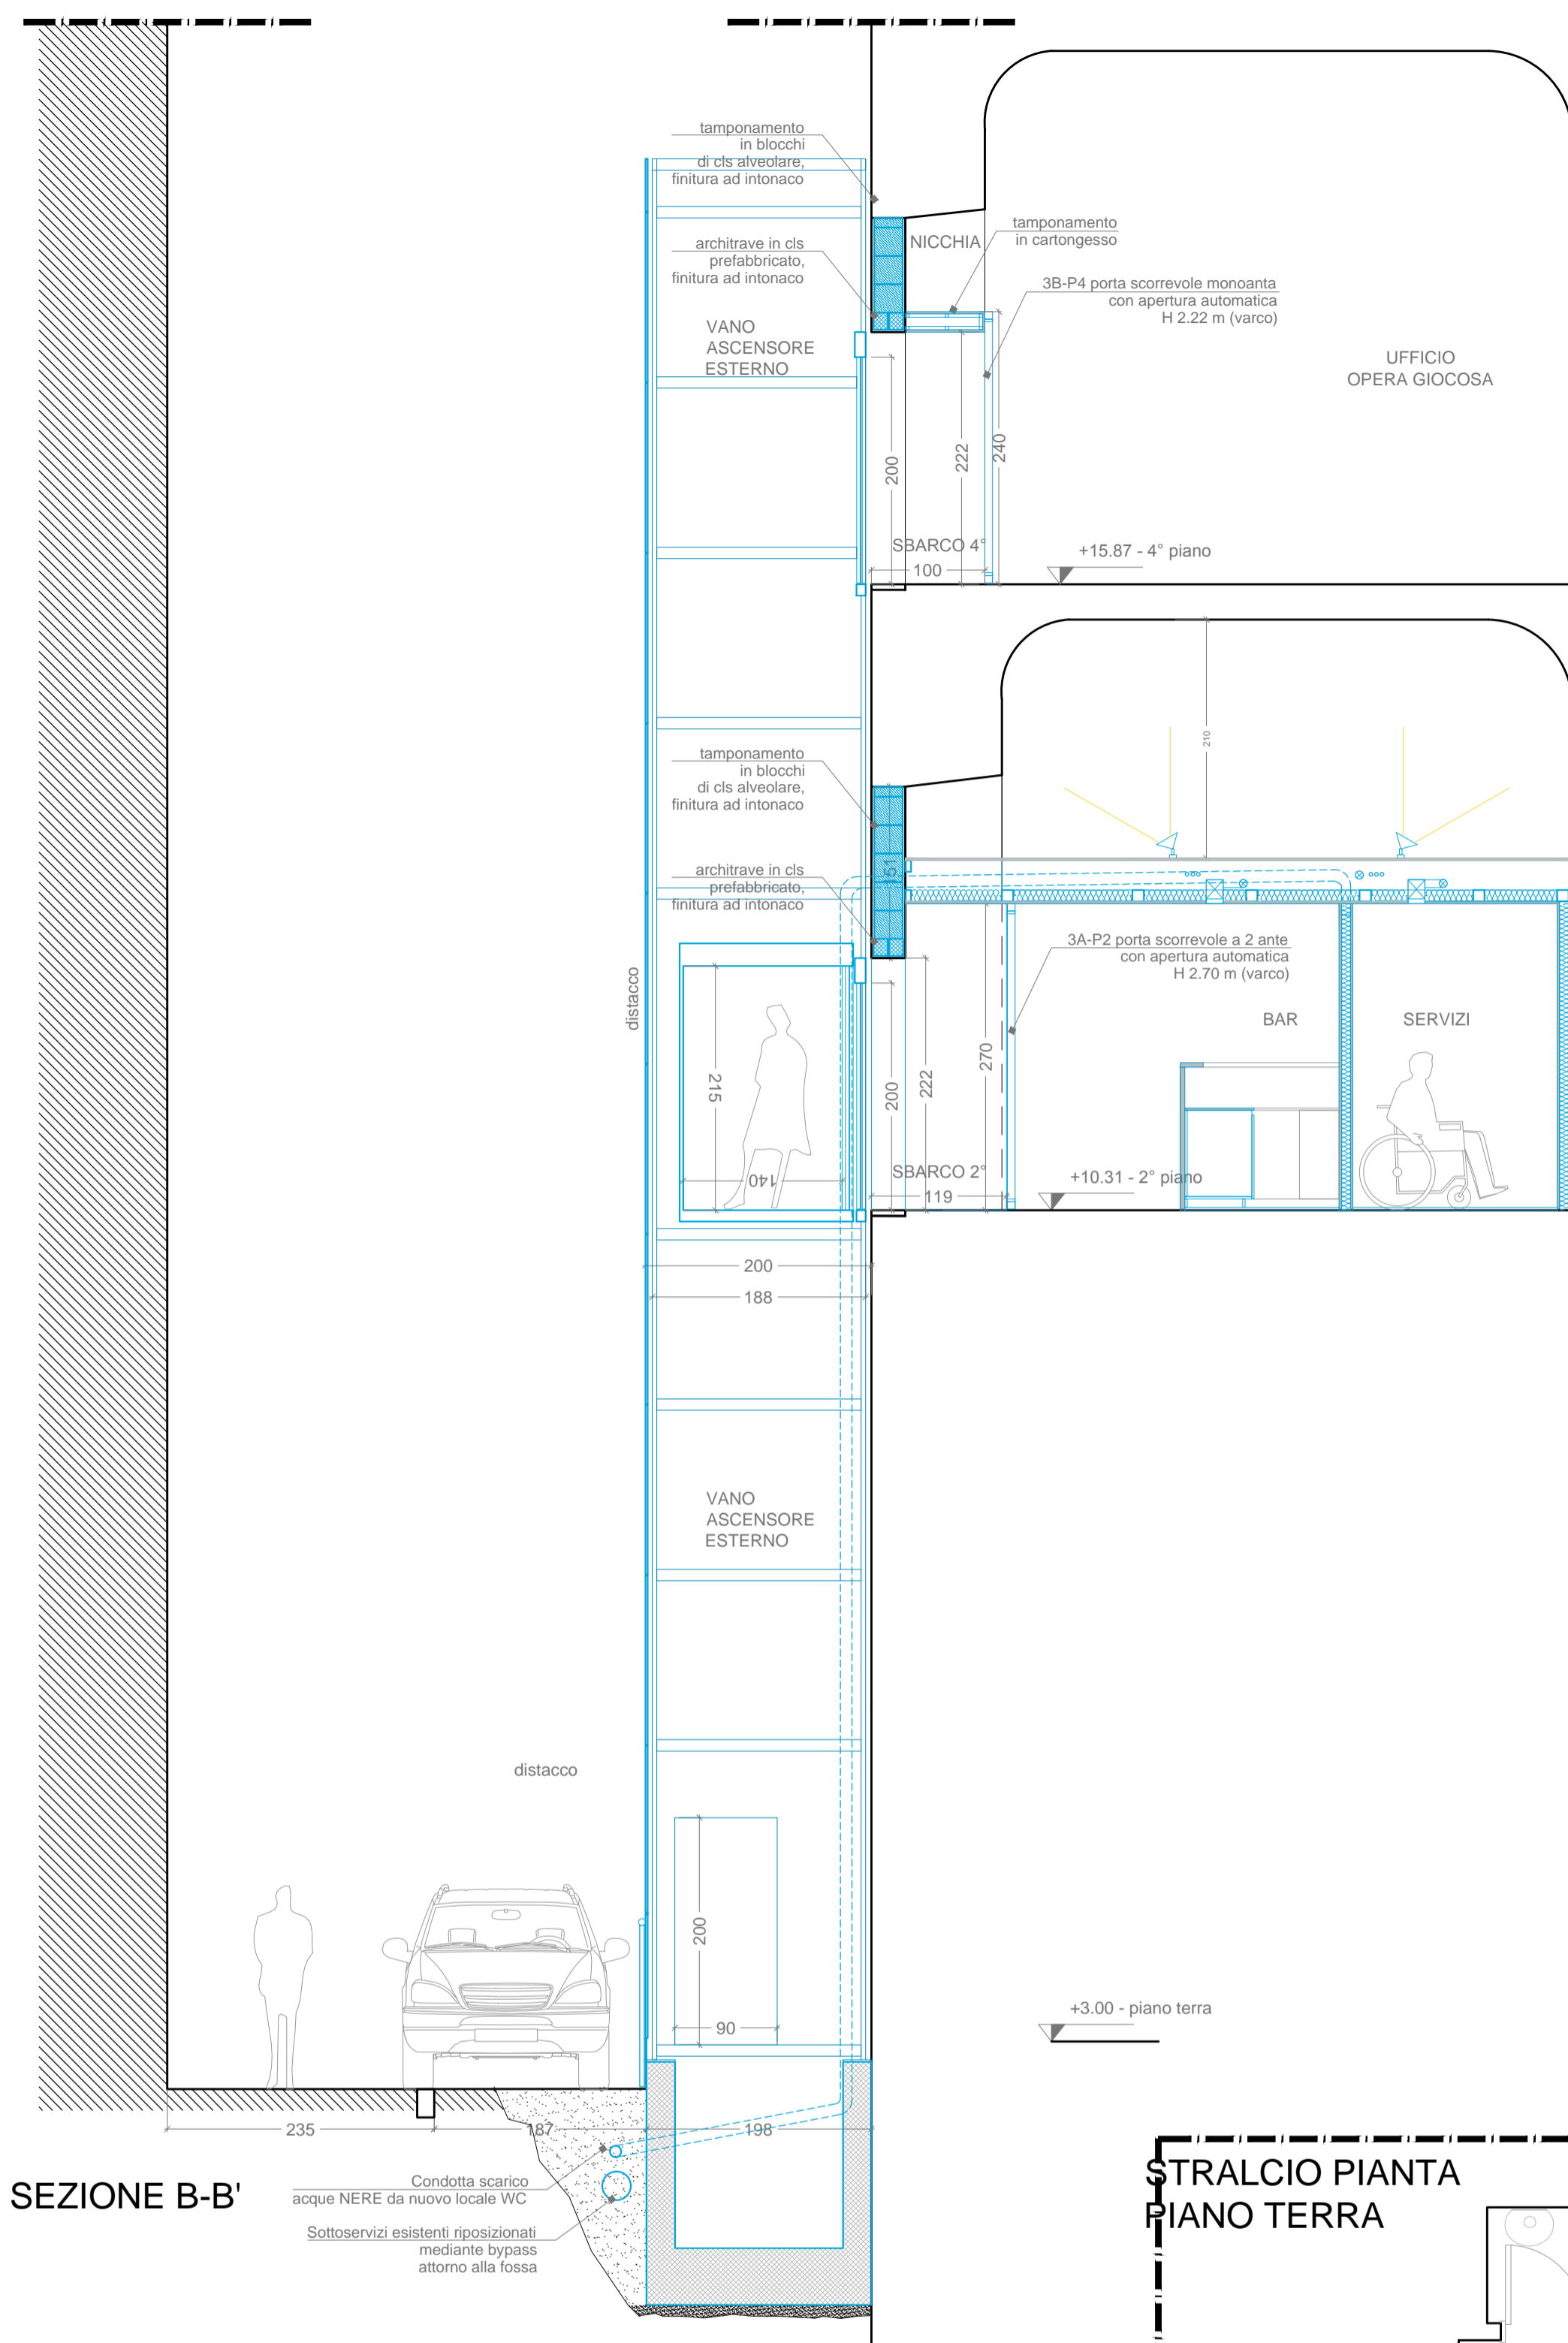 tamponamento
in blocchi
di cls alveolare,
finitura ad intonaco
architrave in cls
prefabbricato,
finitura ad intonaco
NICCHIA
tamponamento
in cartongesso
3B-P4 porta scorrevole monoanta
con apertura automatica
H 2.22 m (varco)
VANO
ASCENSORE
ESTERNO
UFFICIO
OPERA GIOCOSA
200
222
240
SBARCO 4°
100
+15.87 - 4° piano
210
tamponamento
in blocchi
di cls alveolare,
finitura ad intonaco
architrave in cls
prefabbricato,
finitura ad intonaco
151
3A-P2 porta scorrevole a 2 ante
con apertura automatica
H 2.70 m (varco)
distacco
BAR
SERVIZI
215
140
200
222
270
SBARCO 2°
119
+10.31 - 2° piano
200
188
VANO
ASCENSORE
ESTERNO
distacco
200
90
+3.00 - piano terra
235
187
198
SEZIONE B-B'
Condotta scarico
acque NERE da nuovo locale WC
Sottoservizi esistenti riposizionati
mediante bypass
attorno alla fossa
STRALCIO PIANTA
PIANO TERRA